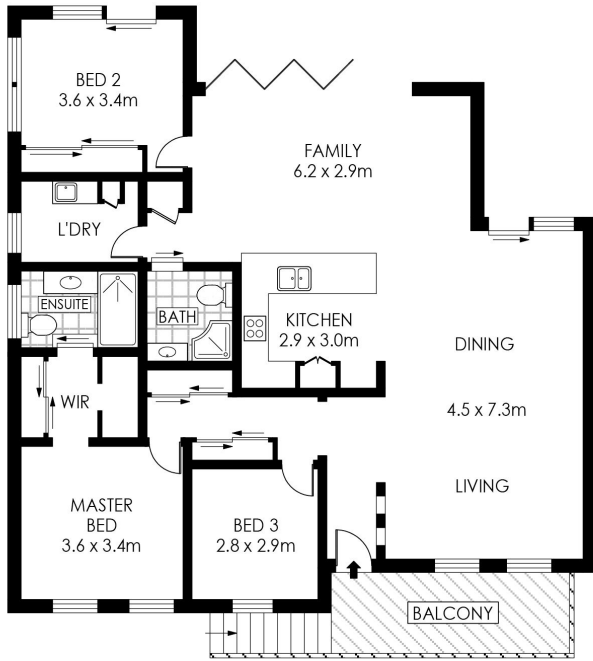 BED 2
3.6 x 3.4m
FAMILY
6.2 x 2.9m
L'DRY
ENSUITE
BATH
KITCHEN
2.9 x 3.0m
DINING
WIR
4.5 x 7.3m
LIVING
MASTER
BED
3.6 x 3.4m
BED 3
2.8 x 2.9m
BALCONY